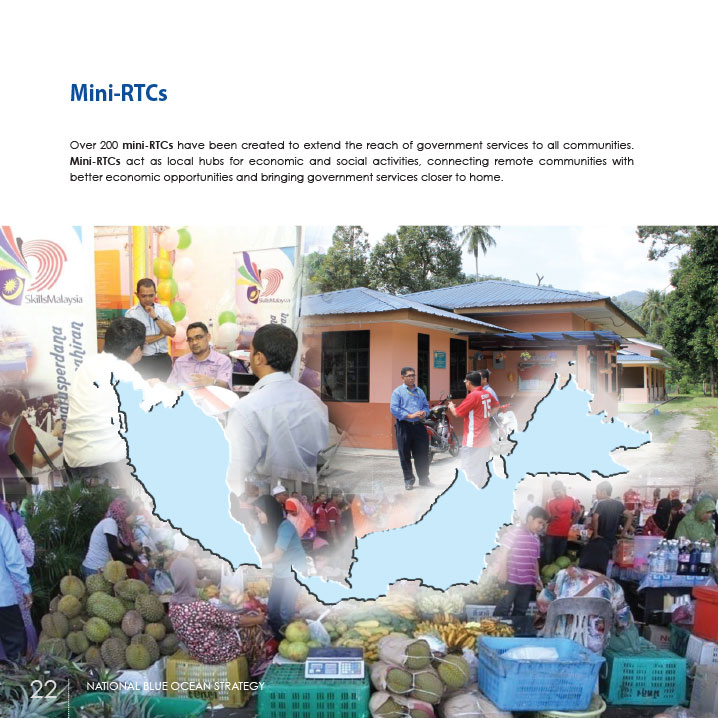 Mini-RTCs
Over 200 mini-RTCs have been created to extend the reach of government services to all communities.
Mini-RTCs act as local hubs for economic and social activities, connecting remote communities with
better economic opportunities and bringing government services closer to home.
SkillsMalaysia
SkillsMalaysia
15
22
NATIONAL BLUE OCEAN STRATEGY